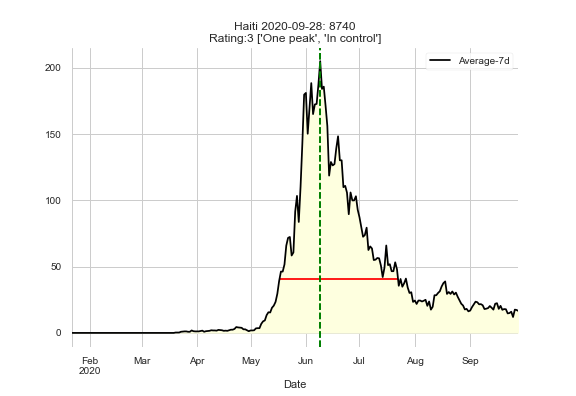 Haiti 2020-09-28: 8740
Rating:3 ['One peak', 'In control']
Average-7d
200
150
100
50
0
Feb Mar Apr May Jun Jul Aug Sep
2020
Date